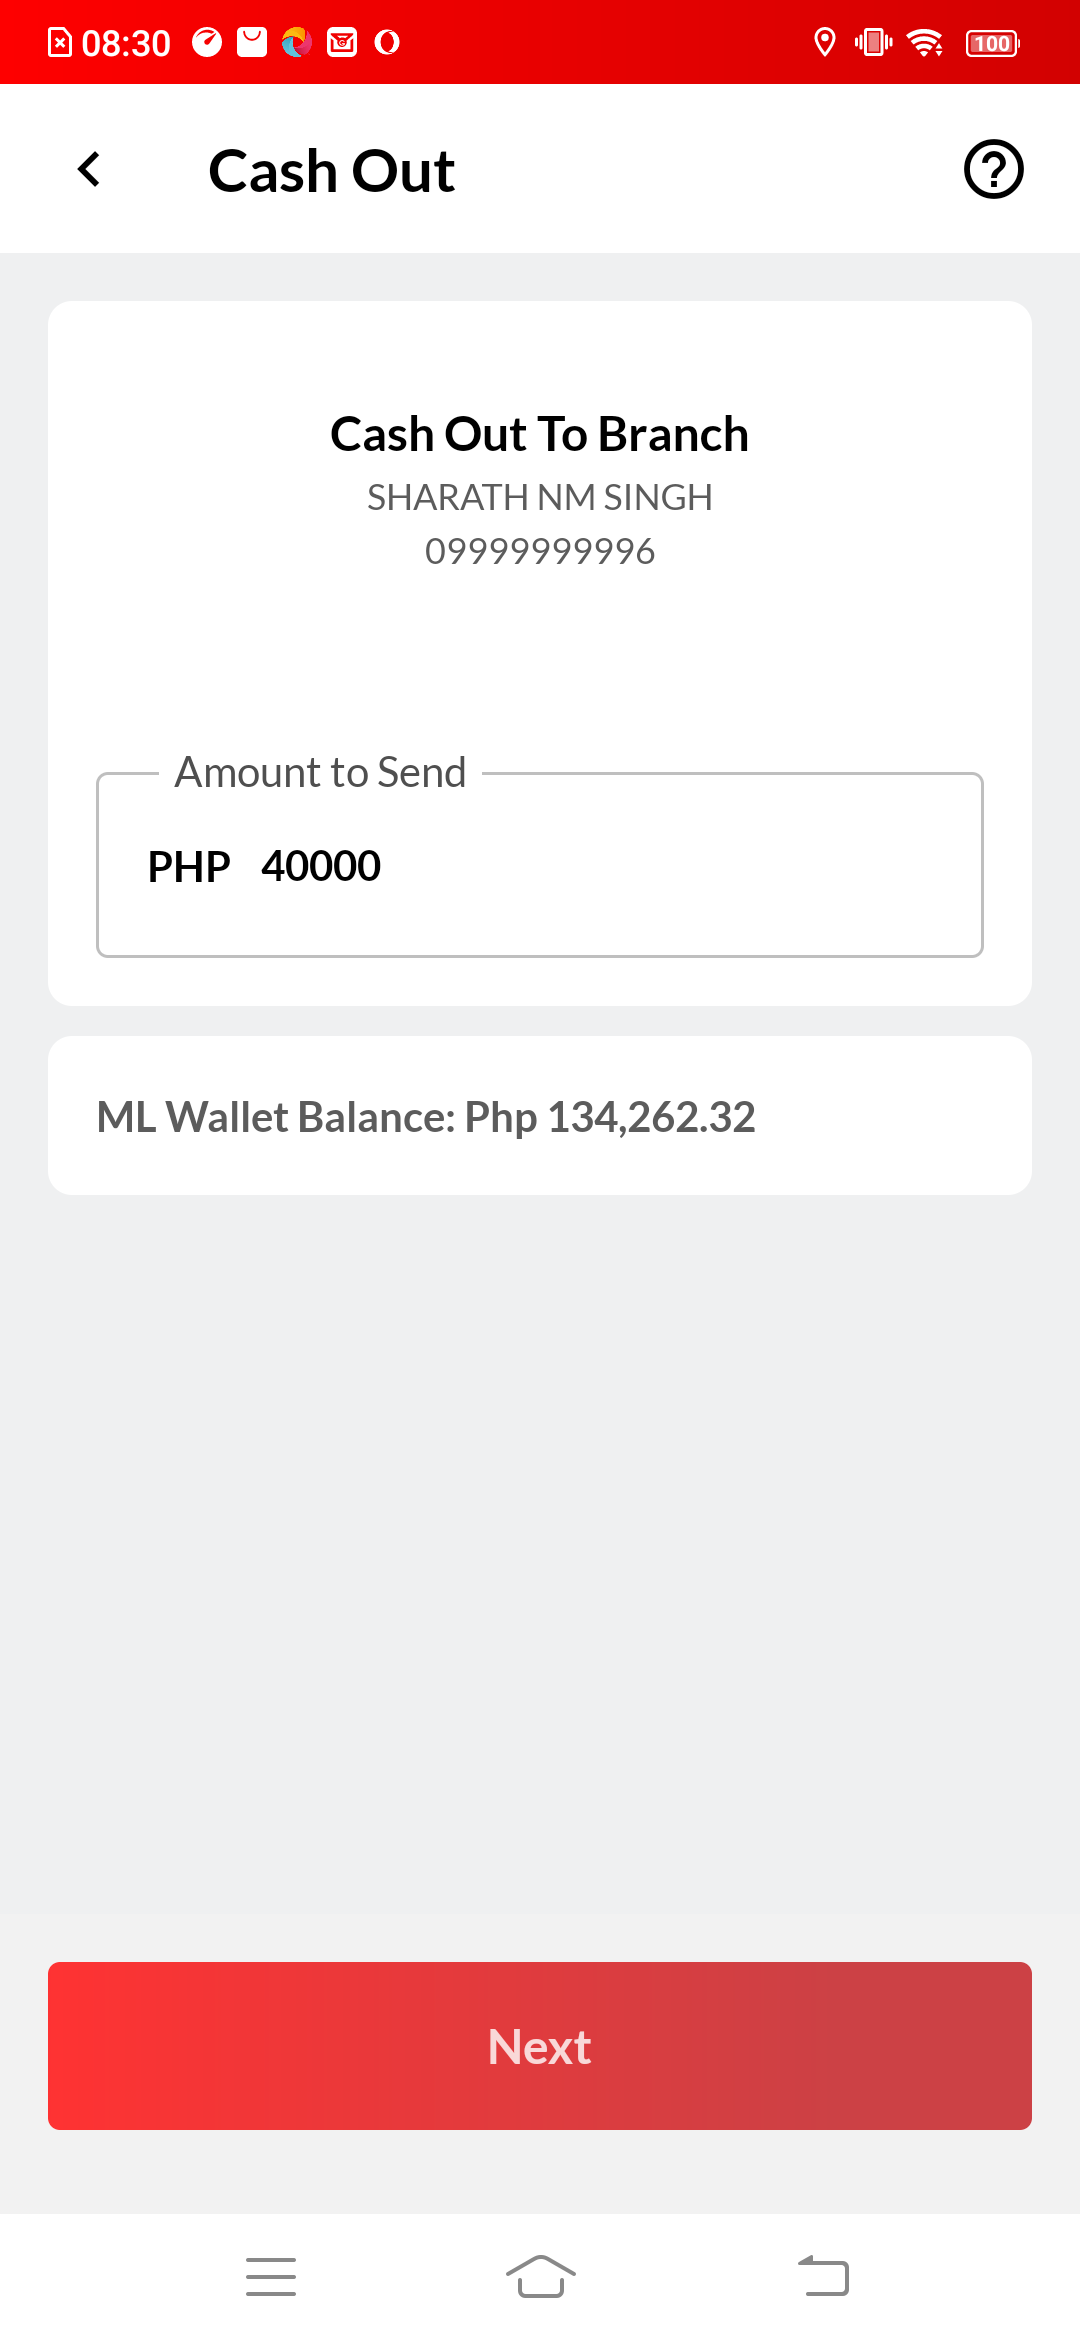 08:30
100
Cash Out
Cash Out To Branch
SHARATH NM SINGH
09999999996
Amount to Send
PHP 40000
ML Wallet Balance: Php 134,262.32
Next